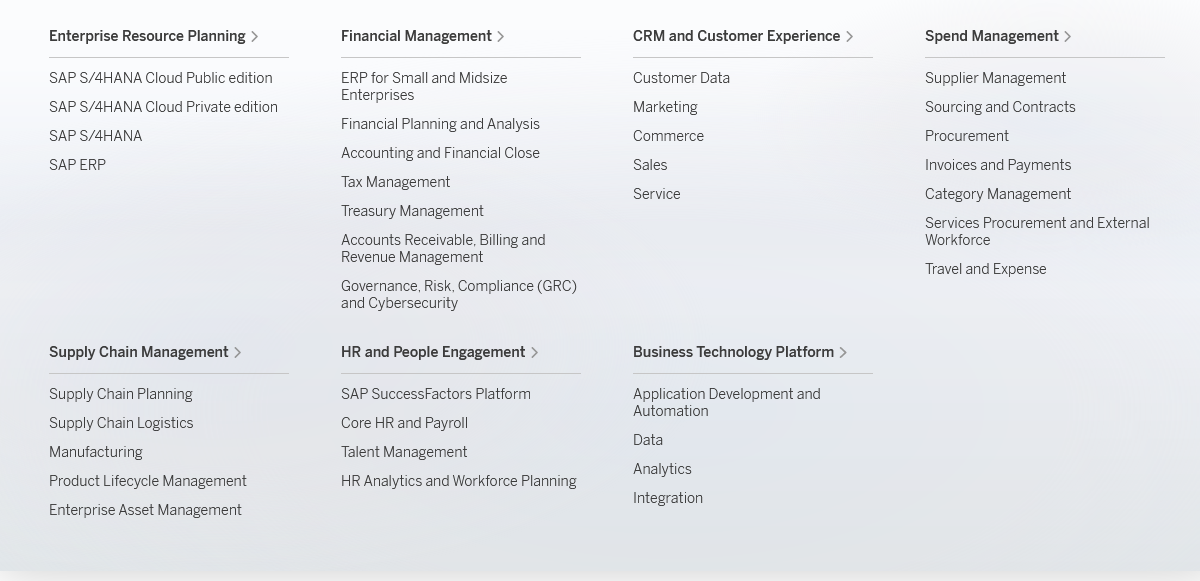 Enterprise Resource Planning
SAP S/4HANA Cloud Public edition
SAP S/4HANA Cloud Private edition
SAP S/4HANA
SAP ERP
Financial Management
ERP for Small and Midsize
Enterprises
Financial Planning and Analysis
Accounting and Financial Close
Tax Management
Treasury Management
Accounts Receivable, Billing and
Revenue Management
Governance, Risk, Compliance (GRC)
and Cybersecurity
CRM and Customer Experience
Customer Data
Marketing
Commerce
Sales
Service
Spend Management
Supplier Management
Sourcing and Contracts
Procurement
Invoices and Payments
Category Management
Services Procurement and External
Workforce
Travel and Expense
Supply Chain Management
Supply Chain Planning
Supply Chain Logistics
Manufacturing
Product Lifecycle Management
Enterprise Asset Management
HR and People Engagement
SAP SuccessFactors Platform
Core HR and Payroll
Talent Management
HR Analytics and Workforce Planning
Business Technology Platform
Application Development and
Automation
Data
Analytics
Integration